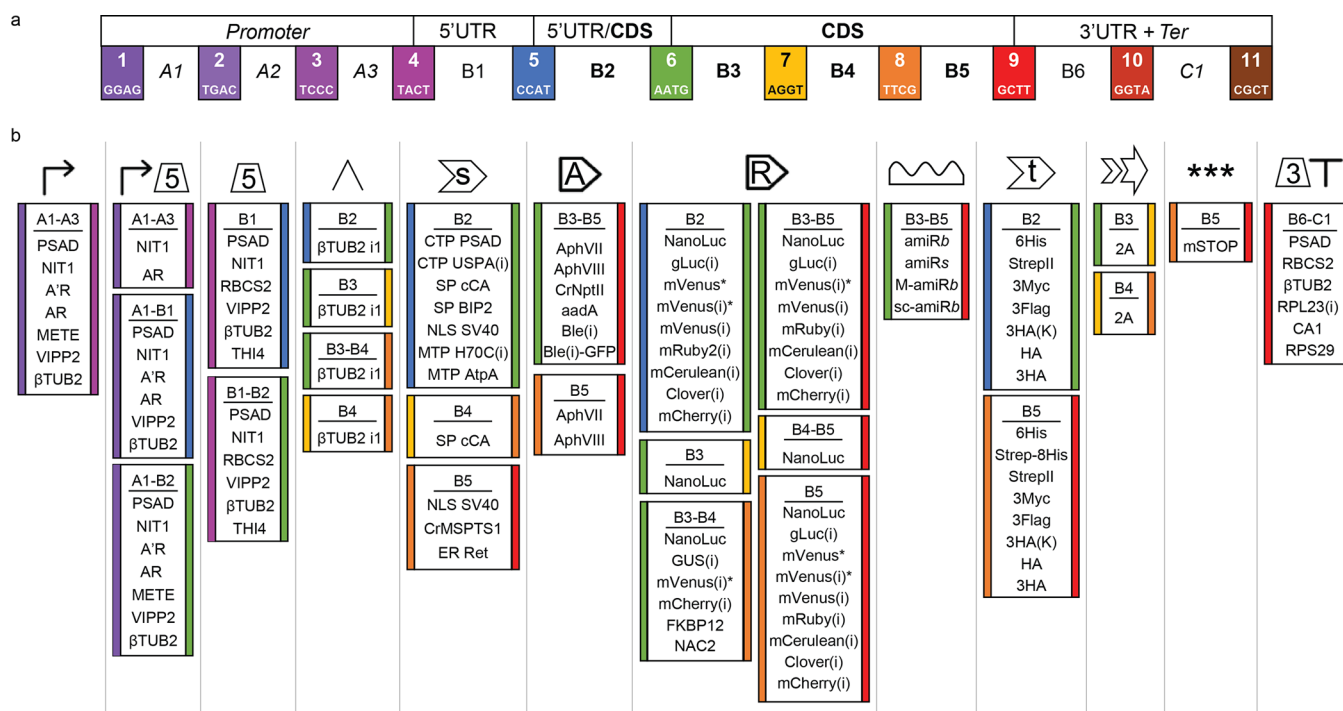 a
Promoter 5'UTR 5'UTR/CDS CDS 3'UTR + Ter
1 2 3 4 5 6 7 8 9 10 11
A1 A2 A3 B1 B2 B3 B4 B5 B6 C1
GGAG TGAC TCCC TACT CCAT AATG AGGT TTCG GCTT GGTA CGCT
b
5 5 s A R t *** 3
A1-A3
PSAD
NIT1
A'R
AR
METE
VIPP2
βTUB2
A1-A3
NIT1
AR
A1-B1
PSAD
NIT1
A'R
AR
VIPP2
βTUB2
A1-B2
PSAD
NIT1
A'R
AR
METE
VIPP2
βTUB2
B1
PSAD
NIT1
RBCS2
VIPP2
βTUB2
THI4
B1-B2
PSAD
NIT1
RBCS2
VIPP2
βTUB2
THI4
B2
βTUB2 i1
B3
βTUB2 i1
B3-B4
βTUB2 i1
B4
βTUB2 i1
B2
CTP PSAD
CTP USPA(i)
SP cCA
SP BIP2
NLS SV40
MTP H70C(i)
MTP AtpA
B4
SP cCA
B5
NLS SV40
CrMSPTS1
ER Ret
B3-B5
AphVII
AphVIII
CrNptII
aadA
Ble(i)
Ble(i)-GFP
B5
AphVII
AphVIII
B2
NanoLuc
gLuc(i)
mVenus*
mVenus(i)*
mVenus(i)
mRuby2(i)
mCerulean(i)
Clover(i)
mCherry(i)
B3
NanoLuc
B3-B4
NanoLuc
GUS(i)
mVenus(i)*
mCherry(i)
FKBP12
NAC2
B3-B5
NanoLuc
gLuc(i)
mVenus(i)*
mVenus(i)
mRuby(i)
mCerulean(i)
Clover(i)
mCherry(i)
B4-B5
NanoLuc
B5
NanoLuc
gLuc(i)
mVenus*
mVenus(i)*
mVenus(i)
mRuby(i)
mCerulean(i)
Clover(i)
mCherry(i)
B3-B5
amiRb
amiRs
M-amiRb
sc-amiRb
B2
6His
StrepII
3Myc
3Flag
3HA(K)
HA
3HA
B5
6His
Strep-8His
StrepII
3Myc
3Flag
3HA(K)
HA
3HA
B3
2A
B4
2A
B5
mSTOP
B6-C1
PSAD
RBCS2
βTUB2
RPL23(i)
CA1
RPS29